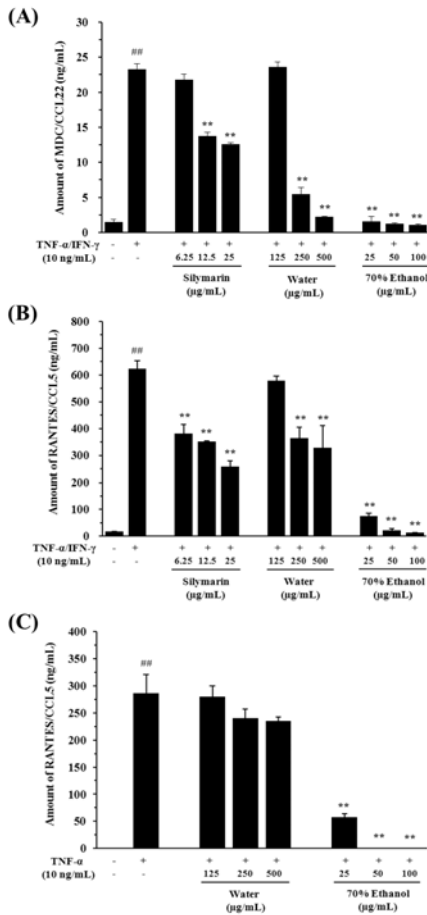 (A)
Amount of MDC/CCL22 (ng/mL)
30
25
20
15
10
5
0
##
** **
** **
** ** **
TNF-α/IFN-γ - + + + + + + + + + +
(10 ng/mL) - - 6.25 12.5 25 125 250 500 25 50 100
Silymarin Water 70% Ethanol
(µg/mL) (µg/mL) (µg/mL)
(B)
Amount of RANTES/CCL5 (ng/mL)
800
700
600
500
400
300
200
100
0
##
** ** **
** **
** ** **
TNF-α/IFN-γ - + + + + + + + + + +
(10 ng/mL) - - 6.25 12.5 25 125 250 500 25 50 100
Silymarin Water 70% Ethanol
(µg/mL) (µg/mL) (µg/mL)
(C)
Amount of RANTES/CCL5 (ng/mL)
400
350
300
250
200
150
100
50
0
##
** ** **
TNF-α - + + + + + + +
(10 ng/mL) - - 125 250 500 25 50 100
Water 70% Ethanol
(µg/mL) (µg/mL)